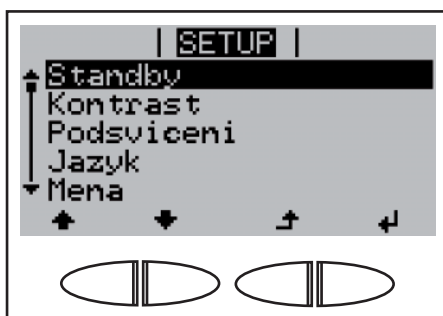 SETUP
Standby
Kontrast
Podsviceni
Jazyk
Mena